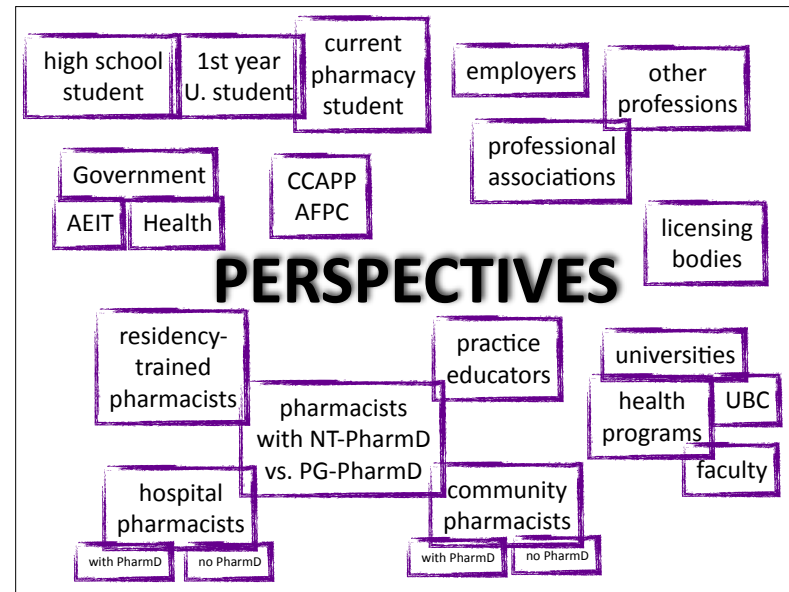 high school
student
1st year
U. student
current
pharmacy
student
employers
other
professions
professional
associations
Government
AEIT
Health
CCAPP
AFPC
licensing
bodies
PERSPECTIVES
residency-
trained
pharmacists
practice
educators
universities
health
programs
UBC
faculty
pharmacists
with NT-PharmD
vs. PG-PharmD
hospital
pharmacists
with PharmD
no PharmD
community
pharmacists
with PharmD
no PharmD